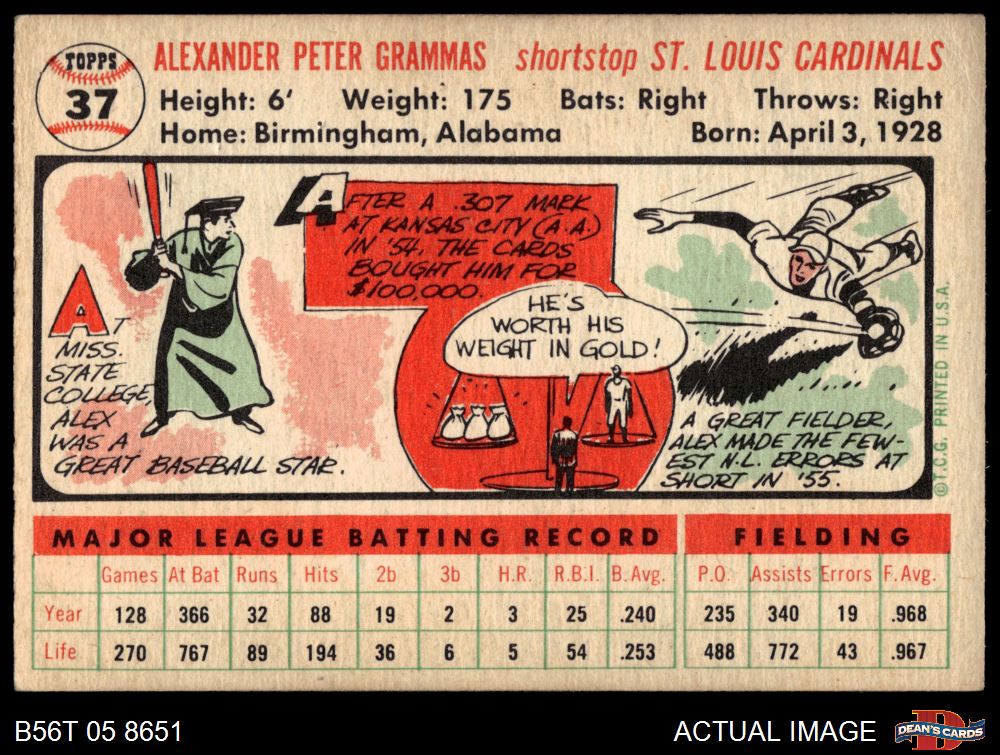 TOPPS
37
ALEXANDER PETER GRAMMAS shortstop ST. LOUIS CARDINALS
Height: 6' Weight: 175 Bats: Right Throws: Right
Home: Birmingham, Alabama Born: April 3, 1928
AT
MISS.
STATE
COLLEGE,
ALEX
WAS A
GREAT BASEBALL STAR.
AFTER A .307 MARK
AT KANSAS CITY (A.A.)
IN '54, THE CARDS
BOUGHT HIM FOR
$100,000.
HE'S
WORTH HIS
WEIGHT IN GOLD!
A GREAT FIELDER,
ALEX MADE THE FEW-
EST N.L. ERRORS AT
SHORT IN '55.
©T.C.G. PRINTED IN U.S.A.
MAJOR LEAGUE BATTING RECORD FIELDING
Games At Bat Runs Hits 2b 3b H.R. R.B.I. B.Avg. P.O. Assists Errors F.Avg.
Year 128 366 32 88 19 2 3 25 .240 235 340 19 .968
Life 270 767 89 194 36 6 5 54 .253 488 772 43 .967
B56T 05 8651 ACTUAL IMAGE
D
DEAN'S CARDS